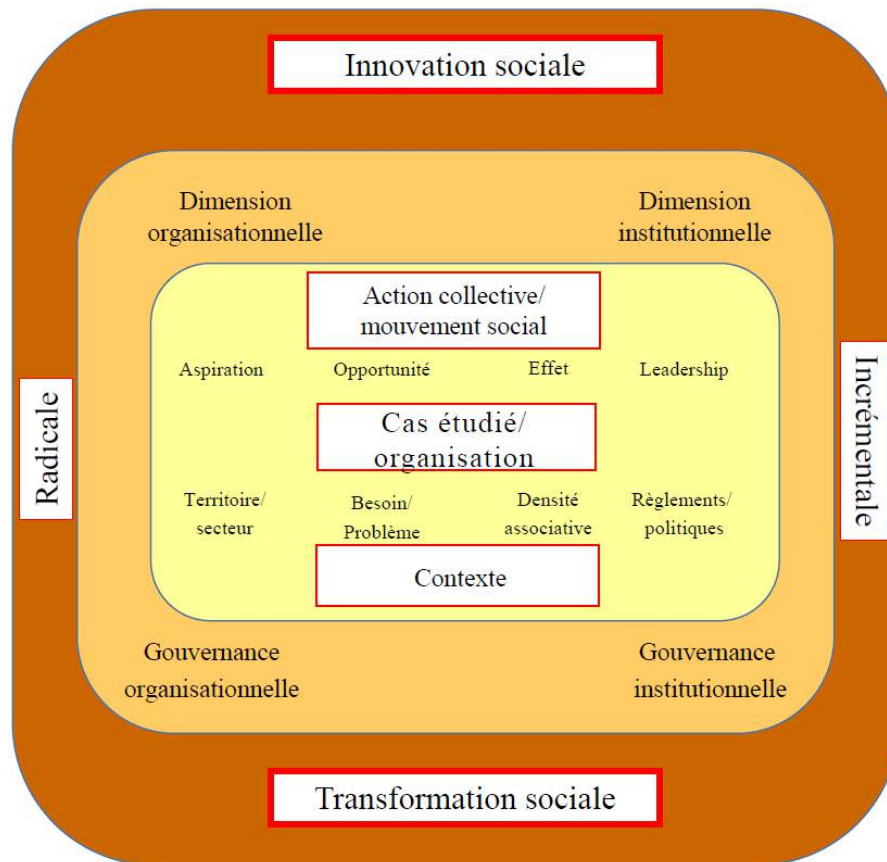 Innovation sociale
Dimension
organisationnelle
Dimension
institutionnelle
Action collective/
mouvement social
Aspiration
Opportunité
Effet
Leadership
Radicale
Cas étudié/
organisation
Incrémentale
Territoire/
secteur
Besoin/
Problème
Densité
associative
Règlements/
politiques
Contexte
Gouvernance
organisationnelle
Gouvernance
institutionnelle
Transformation sociale